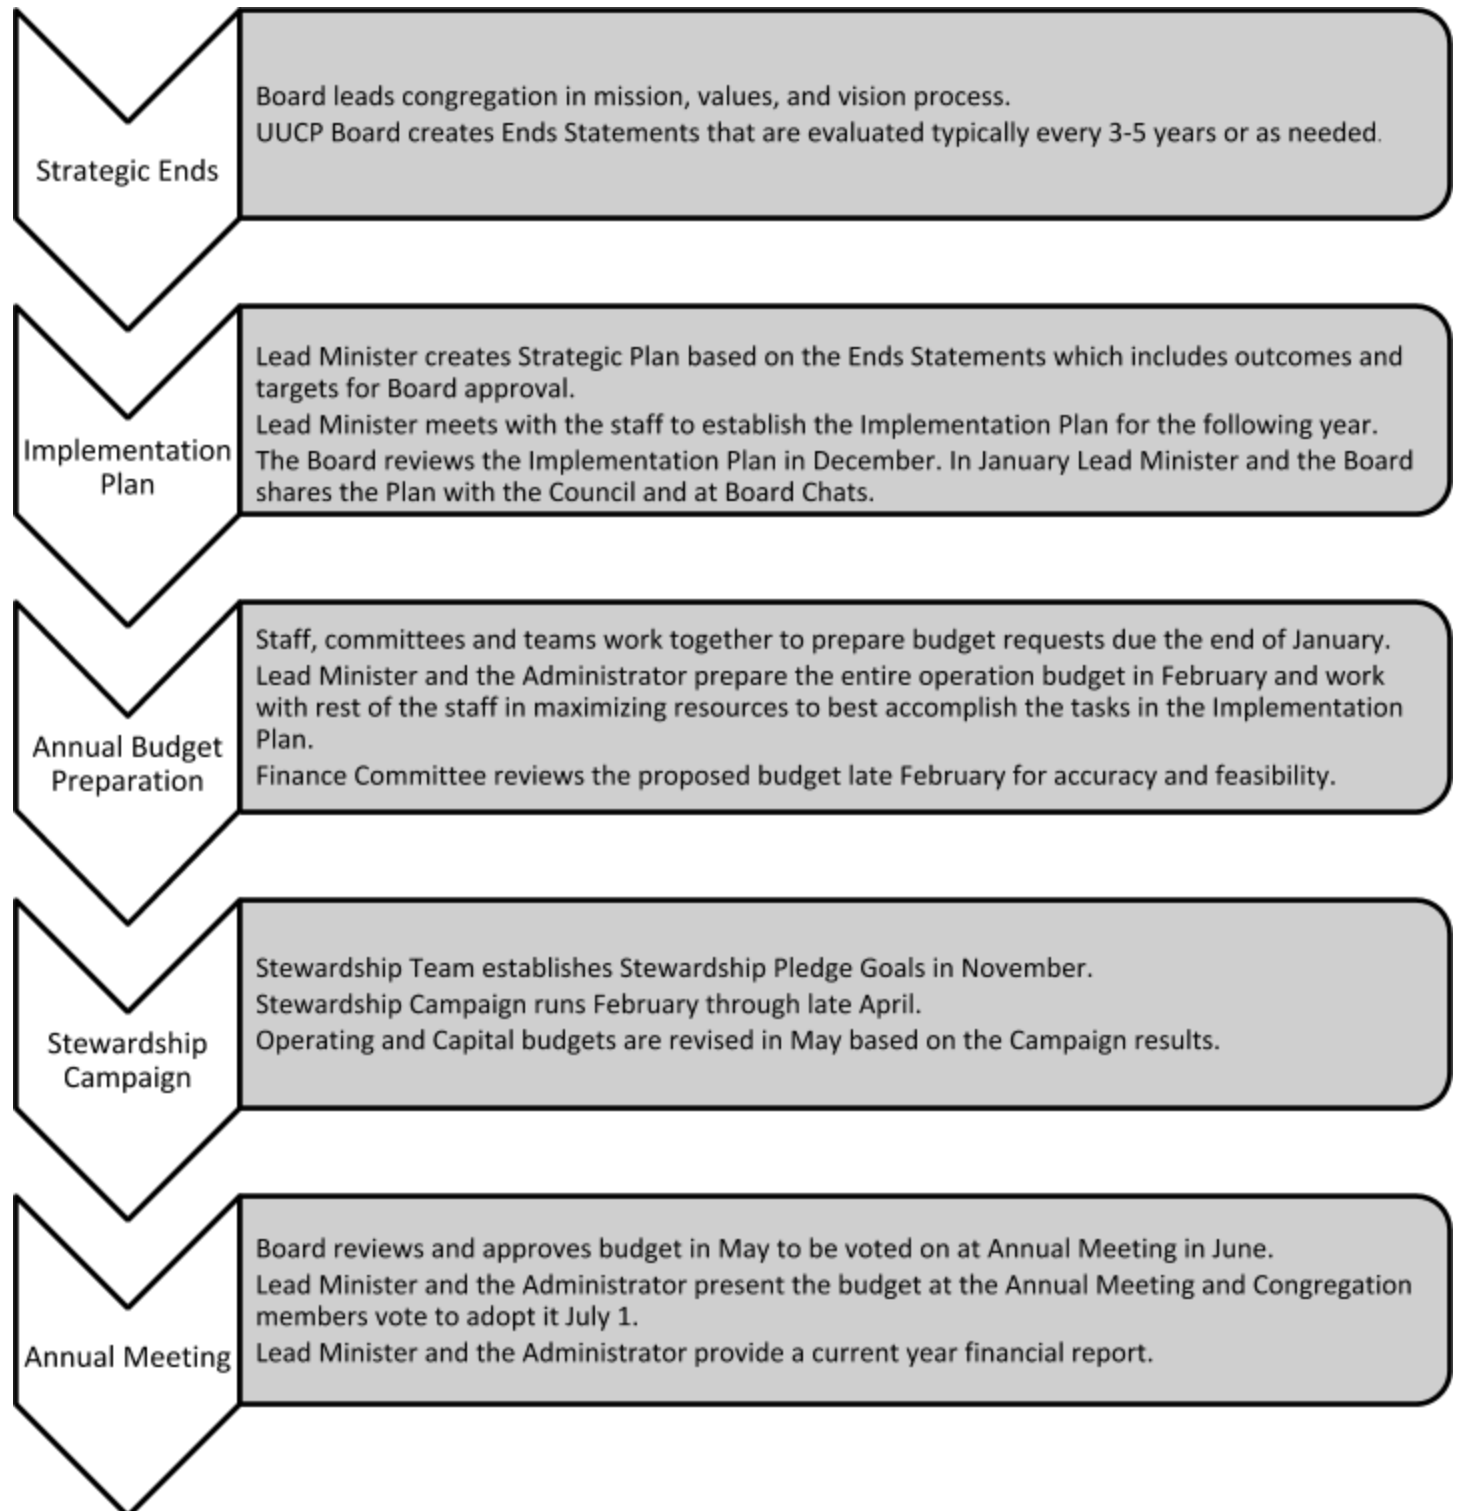 Strategic Ends
Board leads congregation in mission, values, and vision process.
UUCP Board creates Ends Statements that are evaluated typically every 3-5 years or as needed.
Implementation
Plan
Lead Minister creates Strategic Plan based on the Ends Statements which includes outcomes and
targets for Board approval.
Lead Minister meets with the staff to establish the Implementation Plan for the following year.
The Board reviews the Implementation Plan in December. In January Lead Minister and the Board
shares the Plan with the Council and at Board Chats.
Annual Budget
Preparation
Staff, committees and teams work together to prepare budget requests due the end of January.
Lead Minister and the Administrator prepare the entire operation budget in February and work
with rest of the staff in maximizing resources to best accomplish the tasks in the Implementation
Plan.
Finance Committee reviews the proposed budget late February for accuracy and feasibility.
Stewardship
Campaign
Stewardship Team establishes Stewardship Pledge Goals in November.
Stewardship Campaign runs February through late April.
Operating and Capital budgets are revised in May based on the Campaign results.
Annual Meeting
Board reviews and approves budget in May to be voted on at Annual Meeting in June.
Lead Minister and the Administrator present the budget at the Annual Meeting and Congregation
members vote to adopt it July 1.
Lead Minister and the Administrator provide a current year financial report.